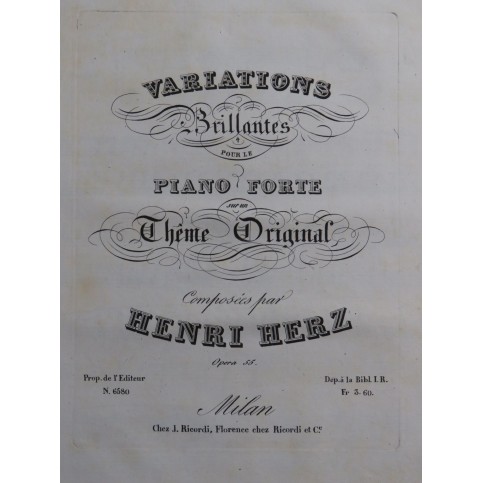 VARIATIONS
Brillantes
POUR LE
PIANO FORTE
sur un
Thême Original
Composées par
HENRI HERZ
Opera 55.
Prop. de l'Editeur
N. 6580
Dep. à la Bibl. I. R.
Fr 3-60.
Milan
Chez J. Ricordi, Florence chez Ricordi et C.º